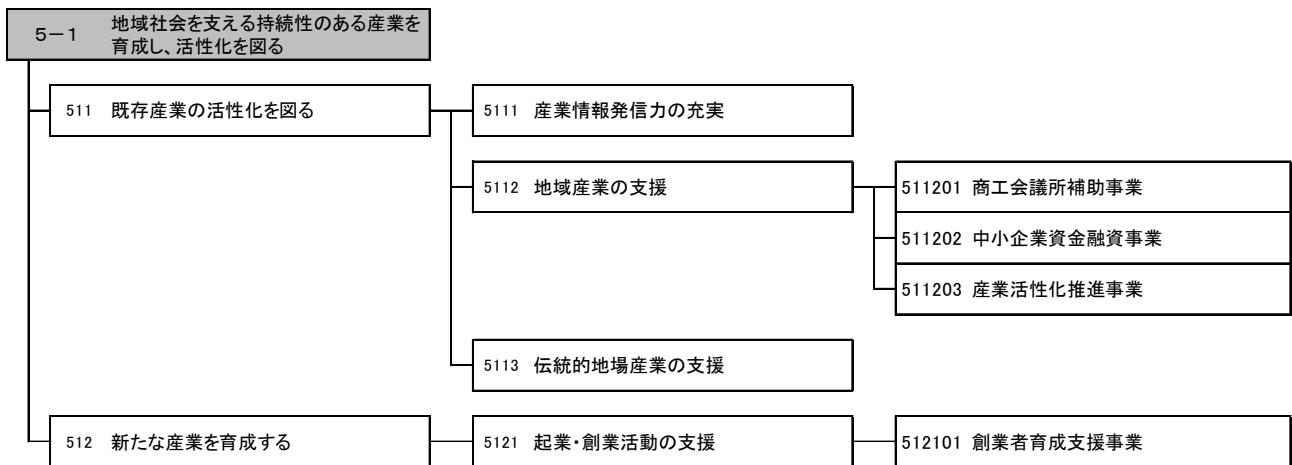 5－1 地域社会を支える持続性のある産業を
育成し、活性化を図る
511 既存産業の活性化を図る
5111 産業情報発信力の充実
5112 地域産業の支援
511201 商工会議所補助事業
511202 中小企業資金融資事業
511203 産業活性化推進事業
5113 伝統的地場産業の支援
512 新たな産業を育成する
5121 起業・創業活動の支援
512101 創業者育成支援事業